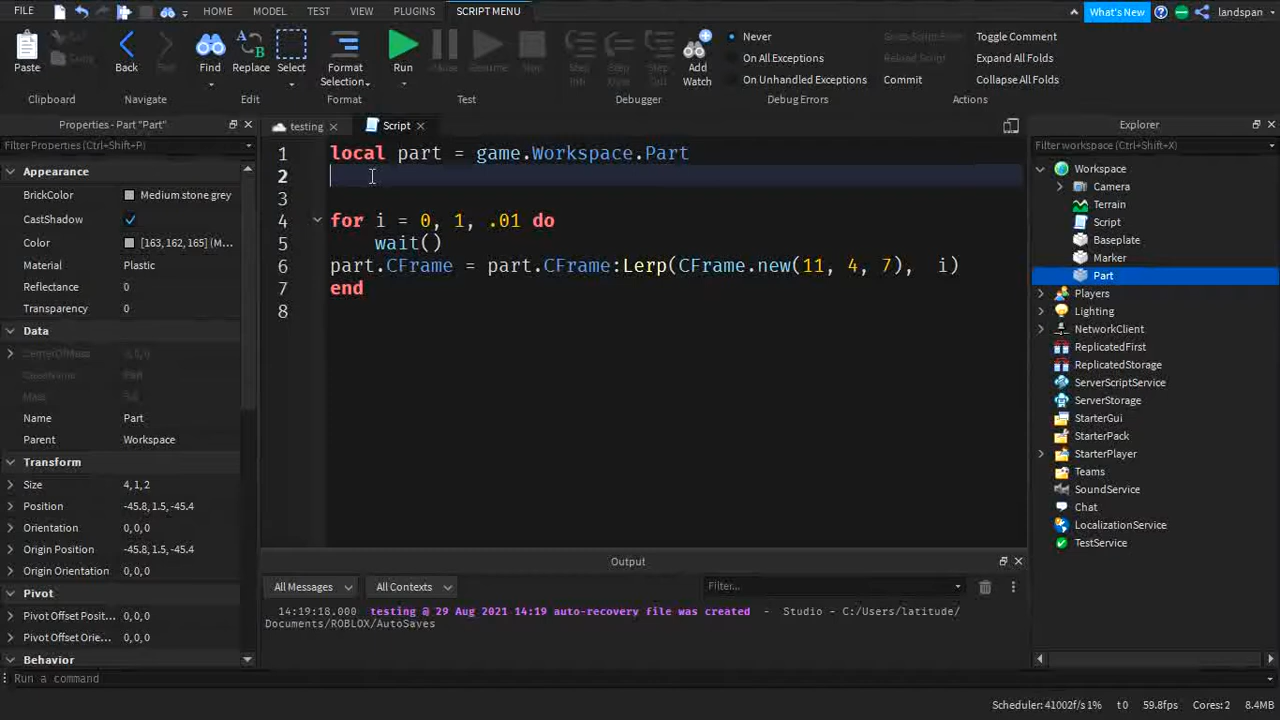 FILE HOME MODEL TEST VIEW PLUGINS SCRIPT MENU What's New landspan
Paste Back Find Replace Select Format Selection Run Add Watch
Never
On All Exceptions
On Unhandled Exceptions
Commit
Toggle Comment
Expand All Folds
Collapse All Folds
Clipboard Navigate Edit Format Test Debugger Debug Errors Actions
Properties - Part "Part"
Filter Properties (Ctrl+Shift+P)
Appearance
BrickColor Medium stone grey
CastShadow
Color [163,162,165] (M...
Material Plastic
Reflectance 0
Transparency 0
Data
Name Part
Parent Workspace
Transform
Size 4,1,2
Position -45.8,1.5,-45.4
Orientation 0,0,0
Origin Position -45.8,1.5,-45.4
Origin Orientation 0,0,0
Pivot
Pivot Offset Posit... 0,0,0
Pivot Offset Orie... 0,0,0
Behavior
testing Script
1 local part = game.Workspace.Part
2
3
4 for i = 0, 1, .01 do
5 wait()
6 part.CFrame = part.CFrame:Lerp(CFrame.new(11, 4, 7), i)
7 end
8
Output
All Messages All Contexts Filter...
14:19:18.000 testing @ 29 Aug 2021 14:19 auto-recovery file was created - Studio - C:/Users/latitude/
Documents/ROBLOX/AutoSaves
Explorer
Filter workspace (Ctrl+Shift+X)
Workspace
Camera
Terrain
Script
Baseplate
Marker
Part
Players
Lighting
NetworkClient
ReplicatedFirst
ReplicatedStorage
ServerScriptService
ServerStorage
StarterGui
StarterPack
StarterPlayer
Teams
SoundService
Chat
LocalizationService
TestService
Run a command
Scheduler: 41002f/s 1% t 0 59.8fps Cores: 2 8.4MB